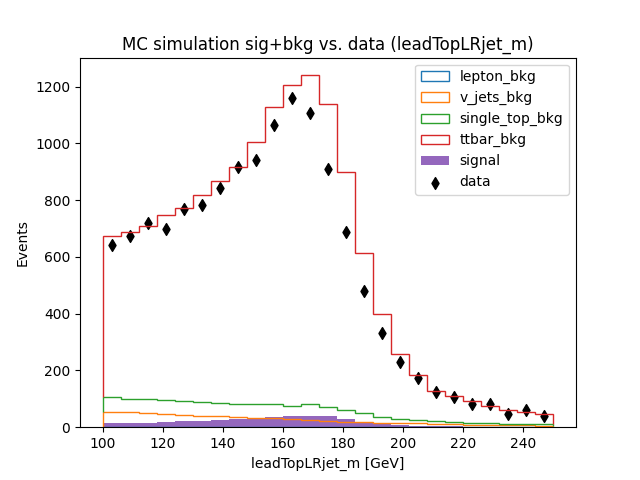 MC simulation sig+bkg vs. data (leadTopLRjet_m)
1200
1000
800
600
400
200
0
Events
lepton_bkg
v_jets_bkg
single_top_bkg
ttbar_bkg
signal
data
100 120 140 160 180 200 220 240
leadTopLRjet_m [GeV]